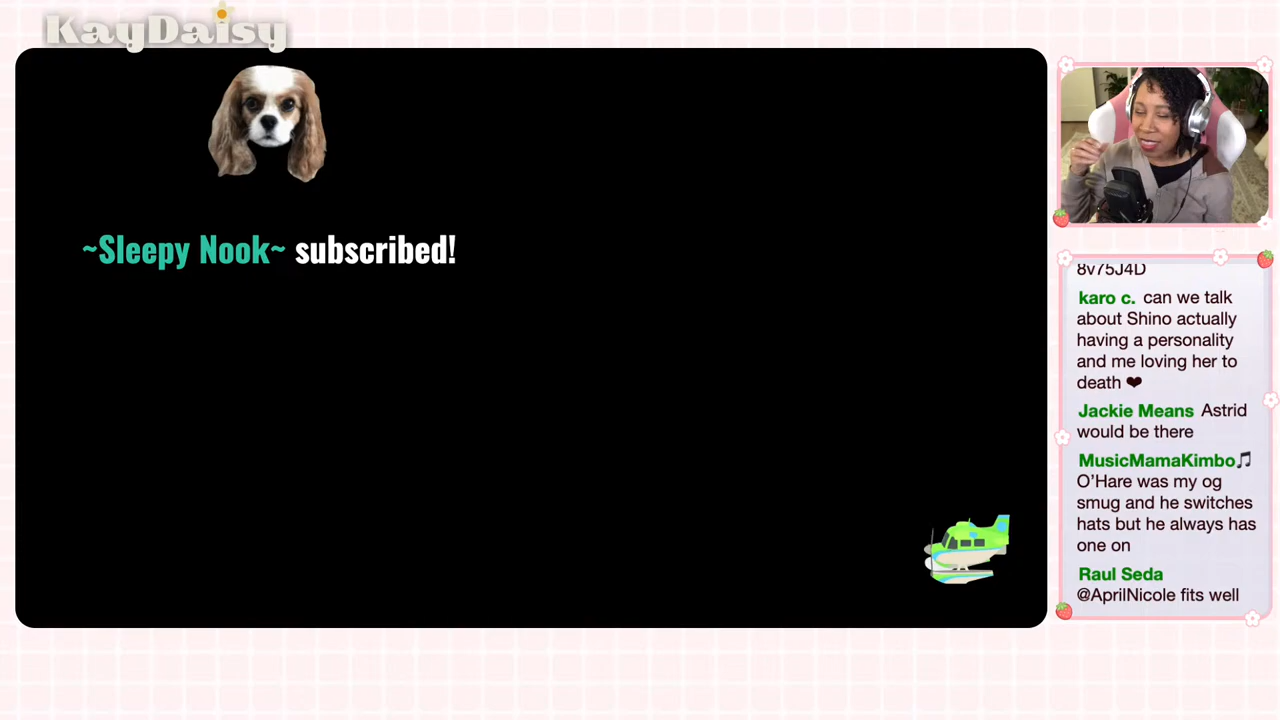 KayDaisy
~Sleepy Nook~ subscribed!
8v75J4D
karo c. can we talk
about Shino actually
having a personality
and me loving her to
death ❤
Jackie Means Astrid
would be there
MusicMamaKimbo🎵
O’Hare was my og
smug and he switches
hats but he always has
one on
Raul Seda
@AprilNicole fits well